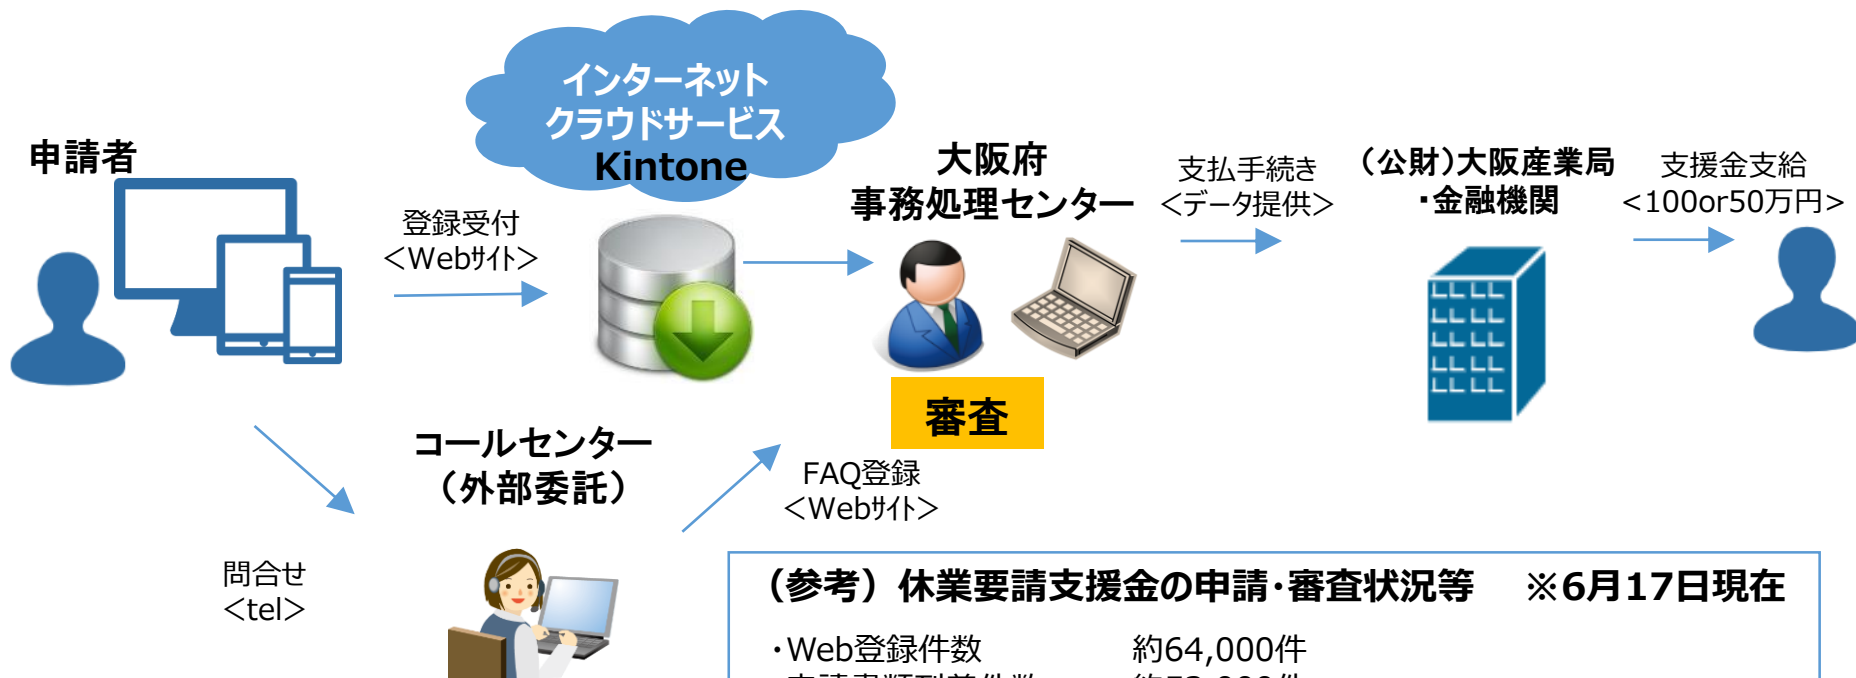 インターネット
クラウドサービス
Kintone
申請者
登録受付
<Webｻｲﾄ>
大阪府
事務処理センター
支払手続き
<データ提供>
（公財）大阪産業局
・金融機関
支援金支給
<100or50万円>
審査
コールセンター
（外部委託）
FAQ登録
<Webｻｲﾄ>
問合せ
<tel>
（参考）休業要請支援金の申請・審査状況等　※6月17日現在
・Web登録件数　約64,000件